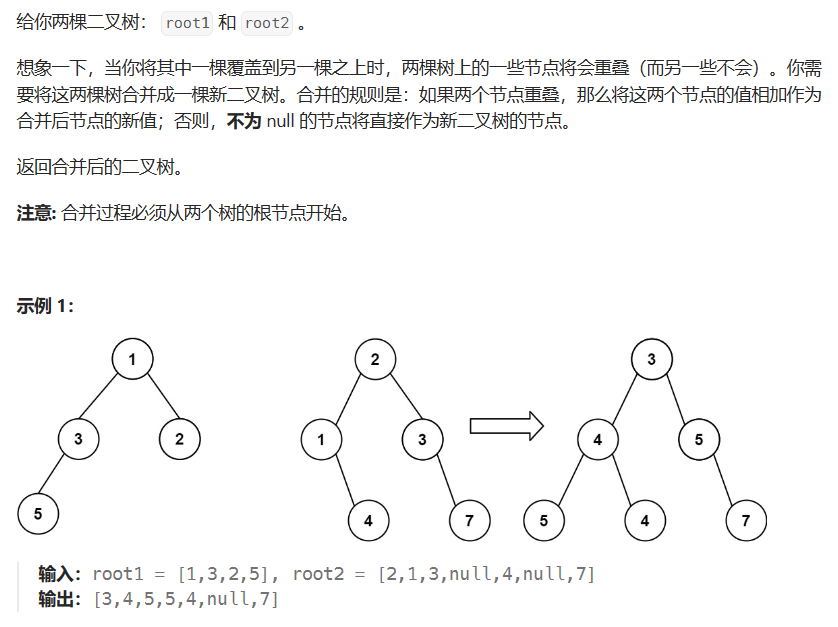 给你两棵二叉树： root1 和 root2 。
想象一下，当你将其中一棵覆盖到另一棵之上时，两棵树上的一些节点将会重叠（而另一些不会）。你需
要将这两棵树合并成一棵新二叉树。合并的规则是：如果两个节点重叠，那么将这两个节点的值相加作为
合并后节点的新值；否则，不为 null 的节点将直接作为新二叉树的节点。
返回合并后的二叉树。
注意: 合并过程必须从两个树的根节点开始。
示例 1：
1 2 3
3 2 1 3 4 5
5 4 7 5 4 7
输入：root1 = [1,3,2,5], root2 = [2,1,3,null,4,null,7]
输出：[3,4,5,5,4,null,7]